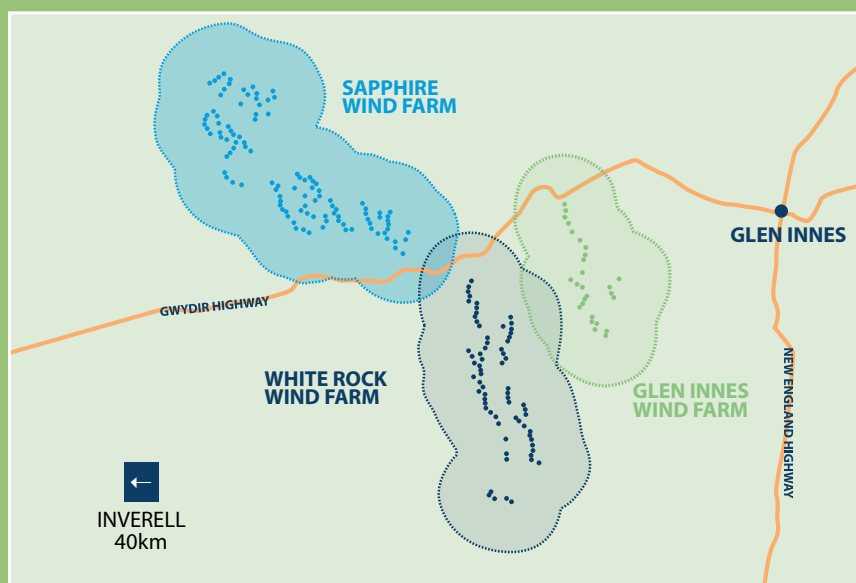 SAPPHIRE
WIND FARM
GLEN INNES
GWYDIR HIGHWAY
WHITE ROCK
WIND FARM
GLEN INNES
WIND FARM
NEW ENGLAND HIGHWAY
←
INVERELL
40km